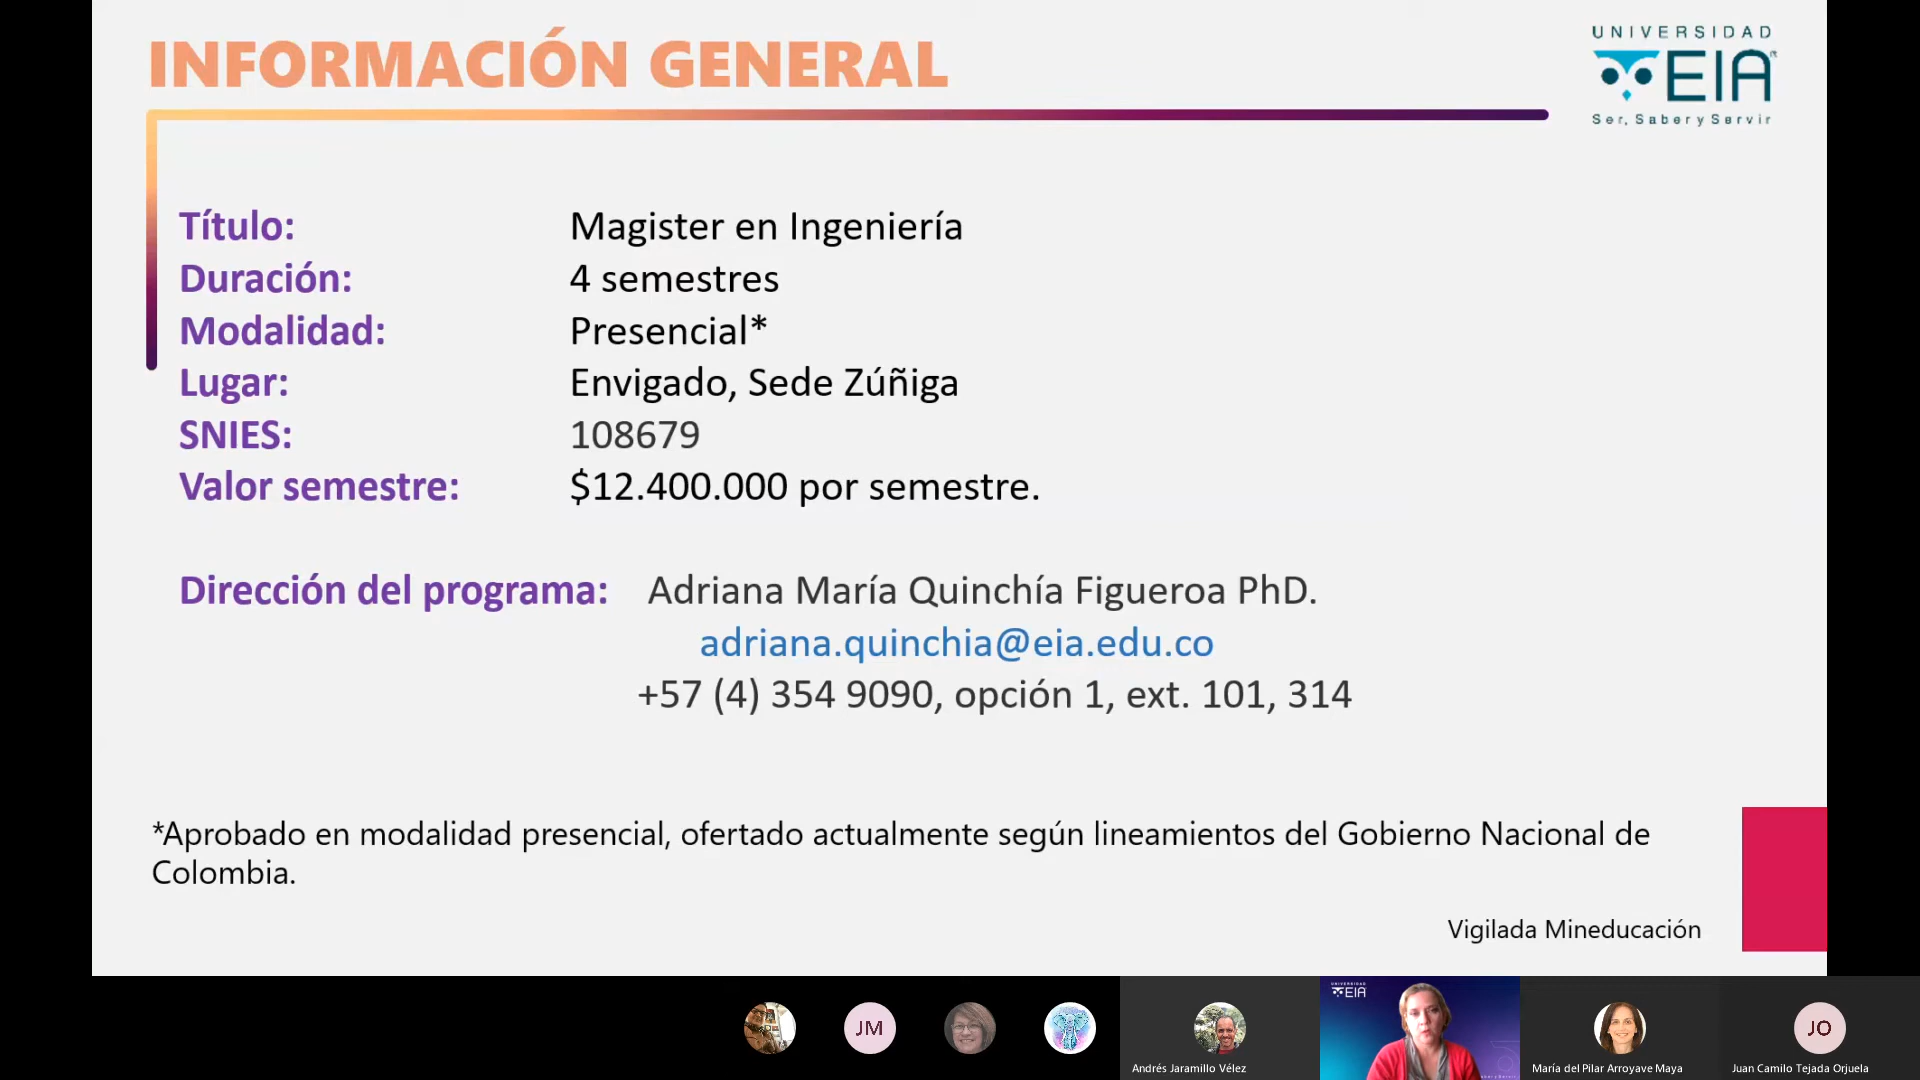 INFORMACIÓN GENERAL
UNIVERSIDAD
EIA
Ser, Saber y Servir
Título: Magister en Ingeniería
Duración: 4 semestres
Modalidad: Presencial*
Lugar: Envigado, Sede Zúñiga
SNIES: 108679
Valor semestre: $12.400.000 por semestre.
Dirección del programa: Adriana María Quinchía Figueroa PhD.
adriana.quinchia@eia.edu.co
+57 (4) 354 9090, opción 1, ext. 101, 314
*Aprobado en modalidad presencial, ofertado actualmente según lineamientos del Gobierno Nacional de
Colombia.
Vigilada Mineducación
JM
Andrés Jaramillo Vélez
UNIVERSIDAD
EIA
María del Pilar Arroyave Maya
JO
Juan Camilo Tejada Orjuela